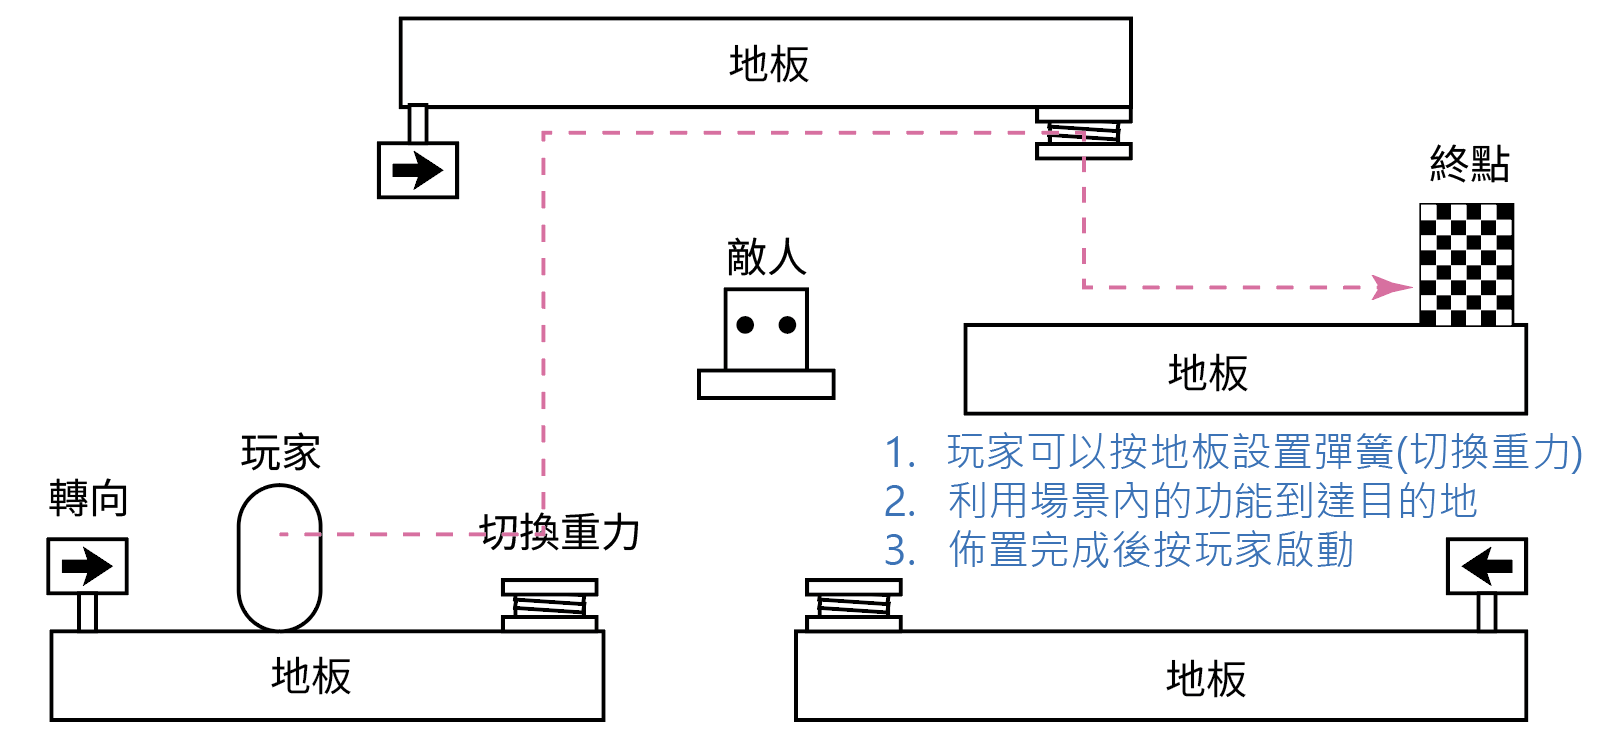 地板
終點
敵人
地板
玩家
轉向
切換重力
1. 玩家可以按地板設置彈簧(切換重力)
2. 利用場景內的功能到達目的地
3. 佈置完成後按玩家啟動
地板
地板